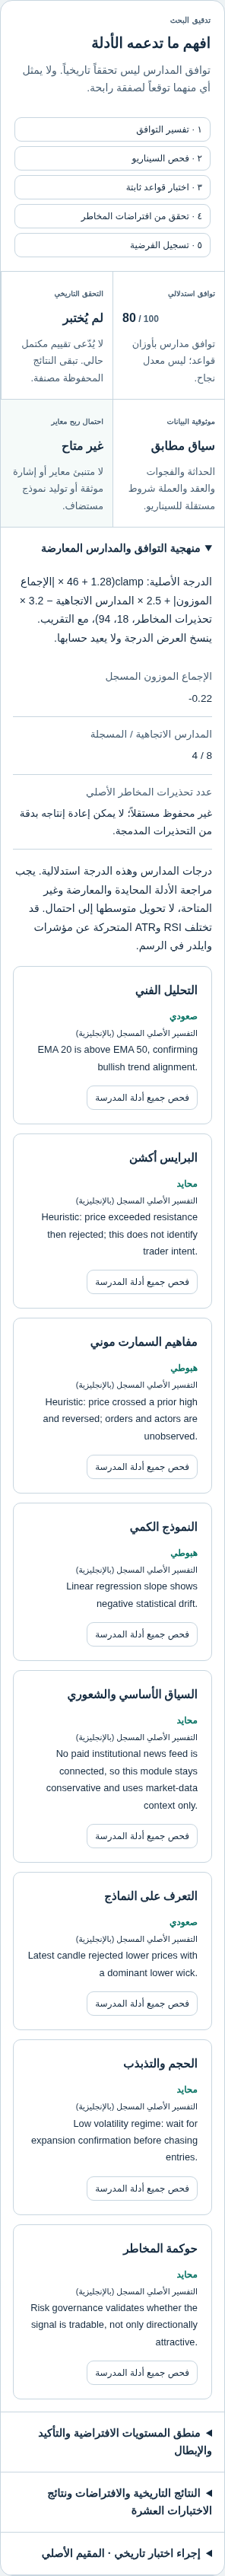 تدقيق البحث
افهم ما تدعمه الأدلة
توافق المدارس ليس تحققاً تاريخياً. ولا يمثل
أي منهما توقعاً لصفقة رابحة.
١ · تفسير التوافق
٢ · فحص السيناريو
٣ · اختبار قواعد ثابتة
٤ · تحقق من افتراضات المخاطر
٥ · تسجيل الفرضية
توافق استدلالي
80 / 100
توافق مدارس بأوزان
قواعد؛ ليس معدل
نجاح.
التحقق التاريخي
لم يُختبر
لا يُدّعى تقييم مكتمل
حالي. تبقى النتائج
المحفوظة مصنفة.
موثوقية البيانات
سياق مطابق
الحداثة والفجوات
والعقد والعملة شروط
مستقلة للسيناريو.
احتمال ربح معاير
غير متاح
لا متنبئ معاير أو إشارة
موثقة أو توليد نموذج
مستضاف.
▼ منهجية التوافق والمدارس المعارضة
الدرجة الأصلية: clamp(1.28 + 46 × |الإجماع
الموزون| + 2.5 × المدارس الاتجاهية − 3.2 ×
تحذيرات المخاطر، 18، 94)، مع التقريب.
ينسخ العرض الدرجة ولا يعيد حسابها.
الإجماع الموزون المسجل
-0.22
المدارس الاتجاهية / المسجلة
4 / 8
عدد تحذيرات المخاطر الأصلي
غير محفوظ مستقلاً؛ لا يمكن إعادة إنتاجه بدقة
من التحذيرات المدمجة.
درجات المدارس وهذه الدرجة استدلالية. يجب
مراجعة الأدلة المحايدة والمعارضة وغير
المتاحة، لا تحويل متوسطها إلى احتمال. قد
تختلف RSI وATR المتحركة عن مؤشرات
وايلدر في الرسم.
التحليل الفني
صعودي
التفسير الأصلي المسجل (بالإنجليزية)
EMA 20 is above EMA 50, confirming
bullish trend alignment.
فحص جميع أدلة المدرسة
البرايس أكشن
محايد
التفسير الأصلي المسجل (بالإنجليزية)
Heuristic: price exceeded resistance
then rejected; this does not identify
trader intent.
فحص جميع أدلة المدرسة
مفاهيم السمارت موني
هبوطي
التفسير الأصلي المسجل (بالإنجليزية)
Heuristic: price crossed a prior high
and reversed; orders and actors are
unobserved.
فحص جميع أدلة المدرسة
النموذج الكمي
هبوطي
التفسير الأصلي المسجل (بالإنجليزية)
Linear regression slope shows
negative statistical drift.
فحص جميع أدلة المدرسة
السياق الأساسي والشعوري
محايد
التفسير الأصلي المسجل (بالإنجليزية)
No paid institutional news feed is
connected, so this module stays
conservative and uses market-data
context only.
فحص جميع أدلة المدرسة
التعرف على النماذج
صعودي
التفسير الأصلي المسجل (بالإنجليزية)
Latest candle rejected lower prices with
a dominant lower wick.
فحص جميع أدلة المدرسة
الحجم والتذبذب
محايد
التفسير الأصلي المسجل (بالإنجليزية)
Low volatility regime: wait for
expansion confirmation before chasing
entries.
فحص جميع أدلة المدرسة
حوكمة المخاطر
محايد
التفسير الأصلي المسجل (بالإنجليزية)
Risk governance validates whether the
signal is tradable, not only directionally
attractive.
فحص جميع أدلة المدرسة
◀ منطق المستويات الافتراضية والتأكيد
والإبطال
◀ النتائج التاريخية والافتراضات ونتائج
الاختبارات العشرة
◀ إجراء اختبار تاريخي · المقيم الأصلي